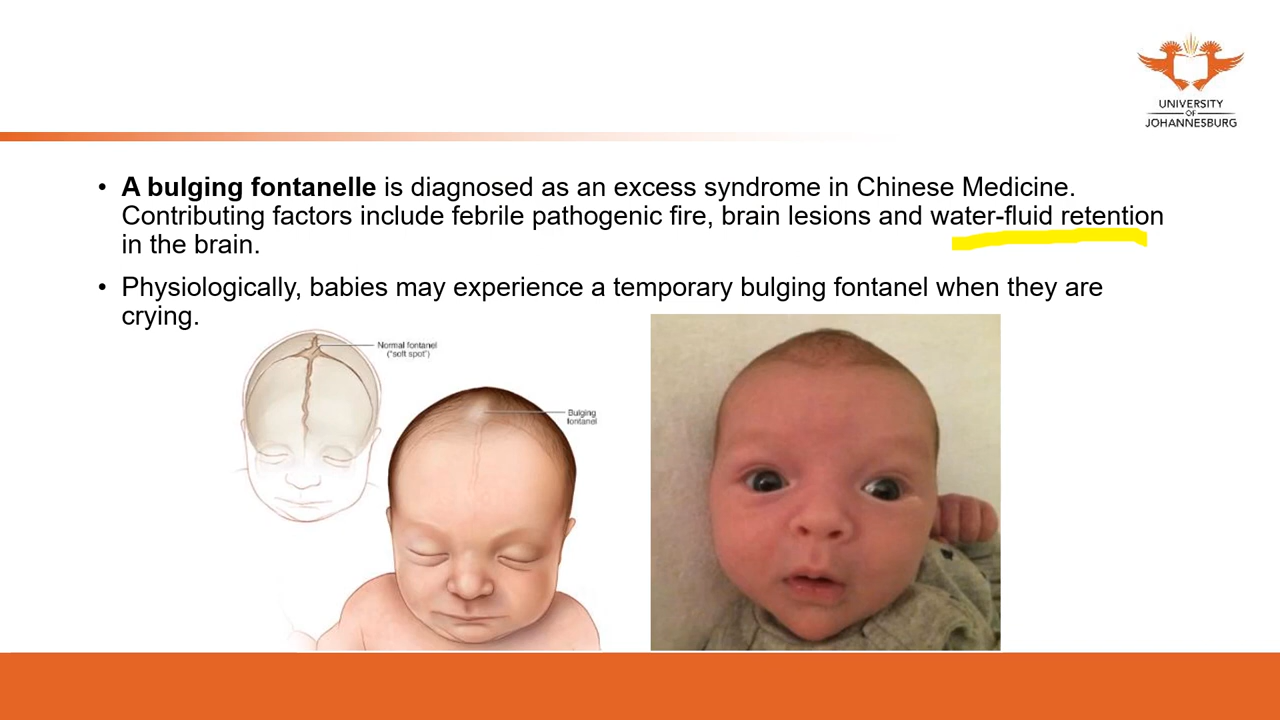 UNIVERSITY
OF
JOHANNESBURG
• A bulging fontanelle is diagnosed as an excess syndrome in Chinese Medicine.
Contributing factors include febrile pathogenic fire, brain lesions and water-fluid retention
in the brain.
• Physiologically, babies may experience a temporary bulging fontanel when they are
crying.
Normal fontanel
("soft spot")
Bulging
fontanel